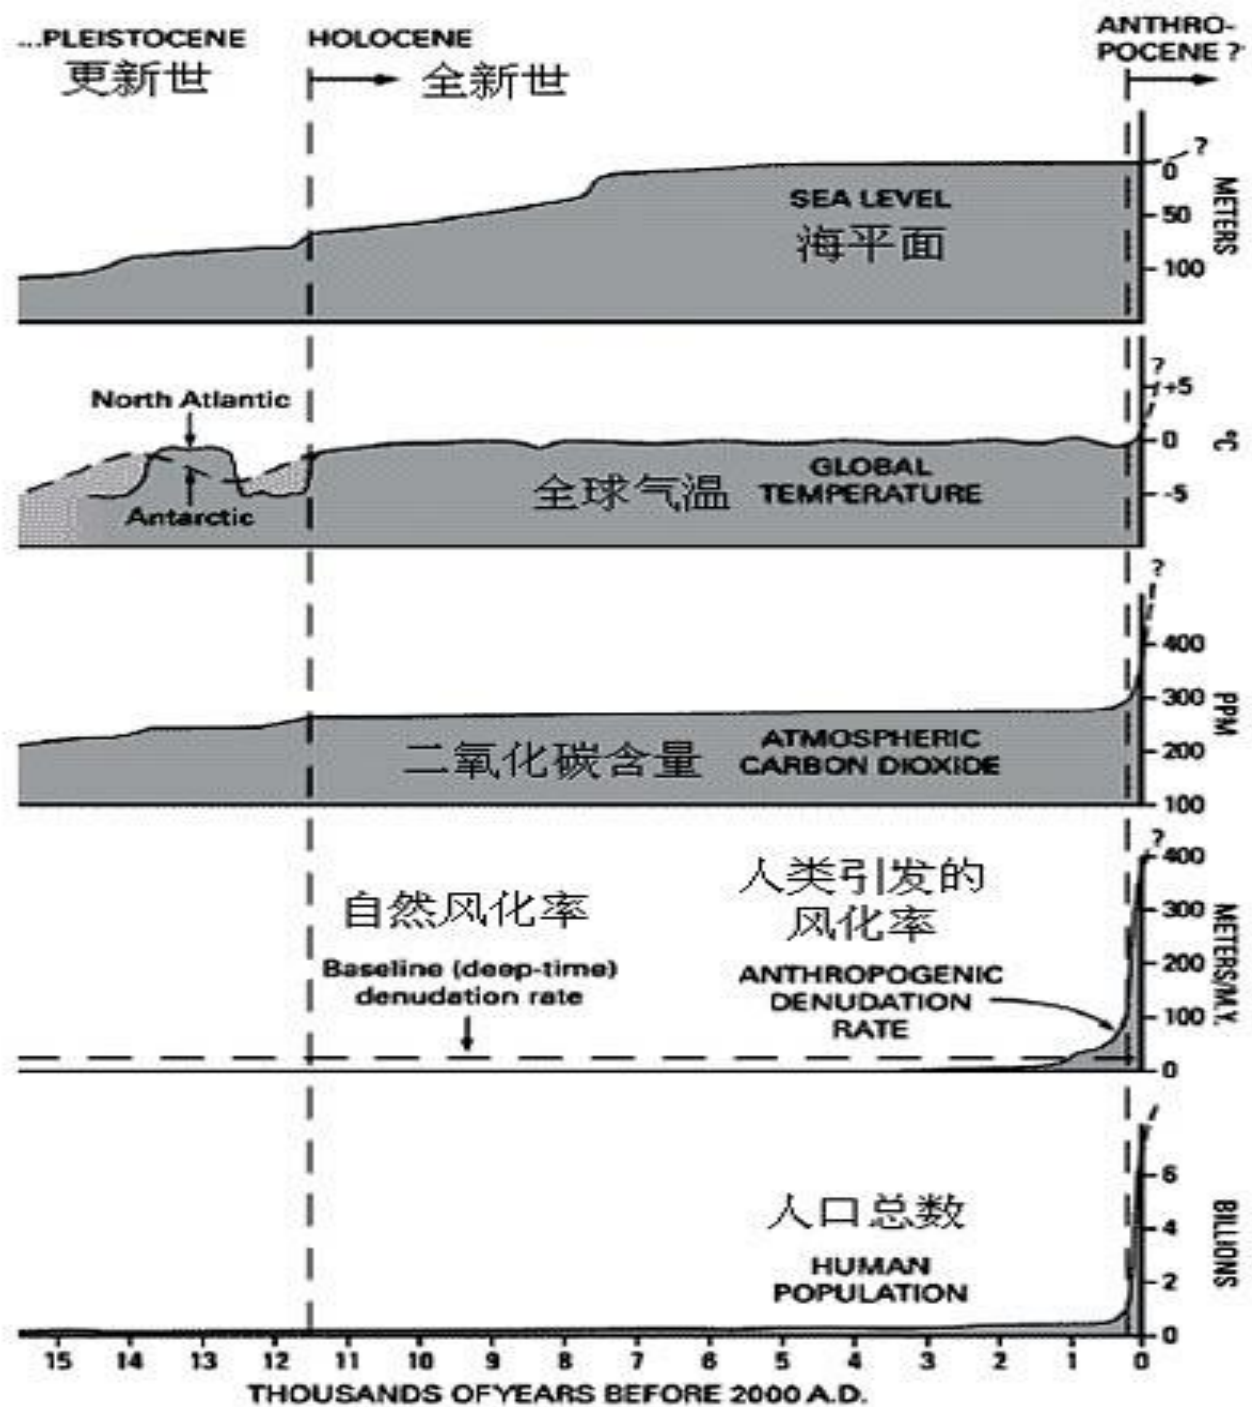 ...PLEISTOCENE
更新世
HOLOCENE
全新世
ANTHRO-
POCENE ?
?
0
50
100
METERS
SEA LEVEL
海平面
North Atlantic
Antarctic
?
+5
0
-5
°C
全球气温
GLOBAL
TEMPERATURE
?
400
300
200
100
PPM
二氧化碳含量
ATMOSPHERIC
CARBON DIOXIDE
?
400
300
200
100
0
METERS/M.Y.
自然风化率
Baseline (deep-time)
denudation rate
人类引发的
风化率
ANTHROPOGENIC
DENUDATION
RATE
6
4
2
0
BILLIONS
人口总数
HUMAN
POPULATION
15 14 13 12 11 10 9 8 7 6 5 4 3 2 1 0
THOUSANDS OF YEARS BEFORE 2000 A.D.